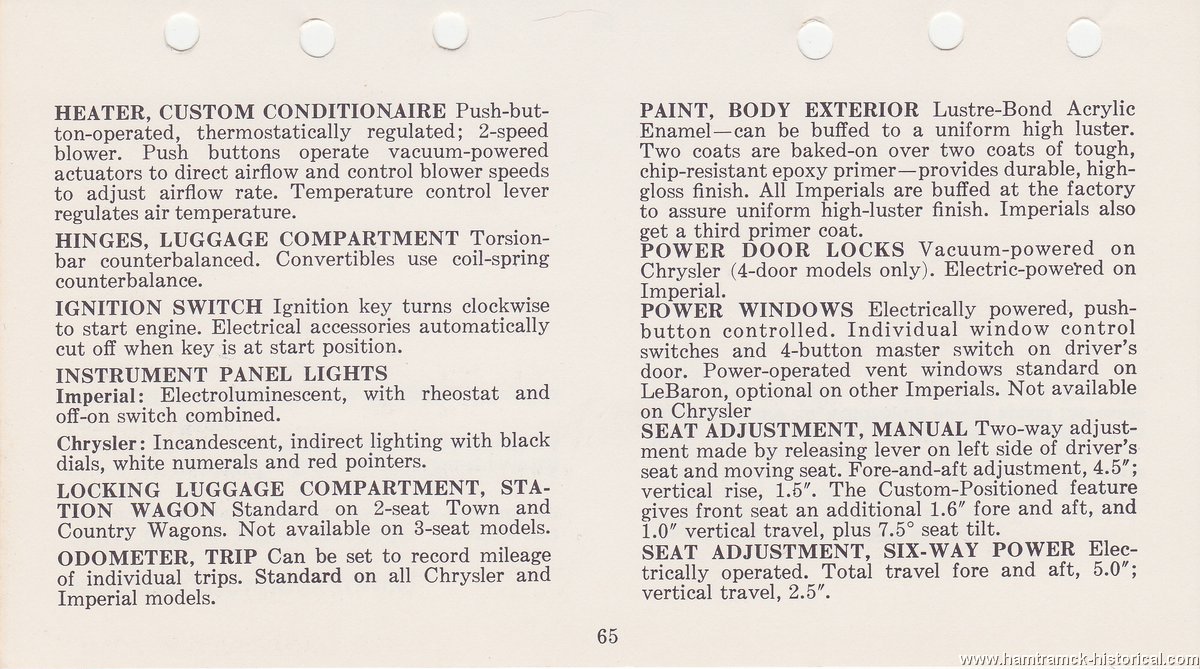 HEATER, CUSTOM CONDITIONAIRE Push-but-
ton-operated, thermostatically regulated; 2-speed
blower. Push buttons operate vacuum-powered
actuators to direct airflow and control blower speeds
to adjust airflow rate. Temperature control lever
regulates air temperature.
HINGES, LUGGAGE COMPARTMENT Torsion-
bar counterbalanced. Convertibles use coil-spring
counterbalance.
IGNITION SWITCH Ignition key turns clockwise
to start engine. Electrical accessories automatically
cut off when key is at start position.
INSTRUMENT PANEL LIGHTS
Imperial: Electroluminescent, with rheostat and
off-on switch combined.
Chrysler: Incandescent, indirect lighting with black
dials, white numerals and red pointers.
LOCKING LUGGAGE COMPARTMENT, STA-
TION WAGON Standard on 2-seat Town and
Country Wagons. Not available on 3-seat models.
ODOMETER, TRIP Can be set to record mileage
of individual trips. Standard on all Chrysler and
Imperial models.
PAINT, BODY EXTERIOR Lustre-Bond Acrylic
Enamel—can be buffed to a uniform high luster.
Two coats are baked-on over two coats of tough,
chip-resistant epoxy primer—provides durable, high-
gloss finish. All Imperials are buffed at the factory
to assure uniform high-luster finish. Imperials also
get a third primer coat.
POWER DOOR LOCKS Vacuum-powered on
Chrysler (4-door models only). Electric-powered on
Imperial.
POWER WINDOWS Electrically powered, push-
button controlled. Individual window control
switches and 4-button master switch on driver's
door. Power-operated vent windows standard on
LeBaron, optional on other Imperials. Not available
on Chrysler
SEAT ADJUSTMENT, MANUAL Two-way adjust-
ment made by releasing lever on left side of driver's
seat and moving seat. Fore-and-aft adjustment, 4.5″;
vertical rise, 1.5″. The Custom-Positioned feature
gives front seat an additional 1.6″ fore and aft, and
1.0″ vertical travel, plus 7.5° seat tilt.
SEAT ADJUSTMENT, SIX-WAY POWER Elec-
trically operated. Total travel fore and aft, 5.0″;
vertical travel, 2.5″.
65
www.hamtramck-historical.com